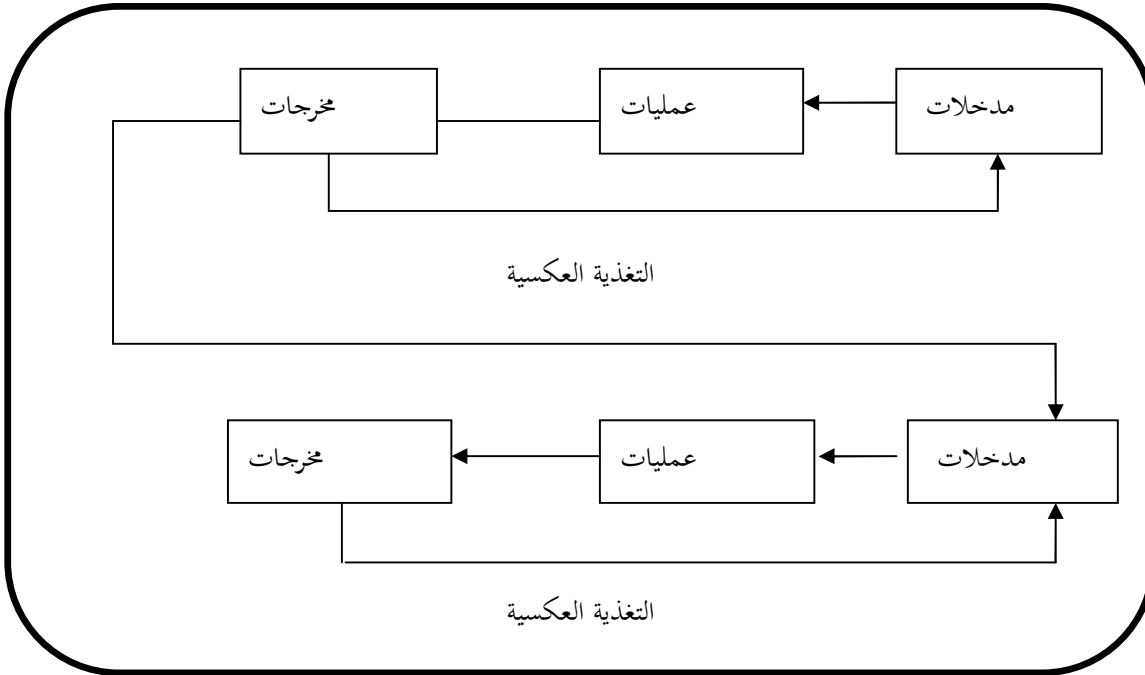 مدخلات
عمليات
مخرجات
التغذية العكسية
مدخلات
عمليات
مخرجات
التغذية العكسية